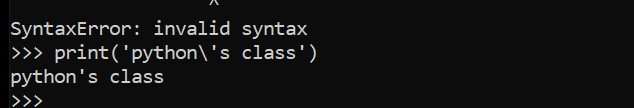 ^
SyntaxError: invalid syntax
>>> print('python\'s class')
python's class
>>>